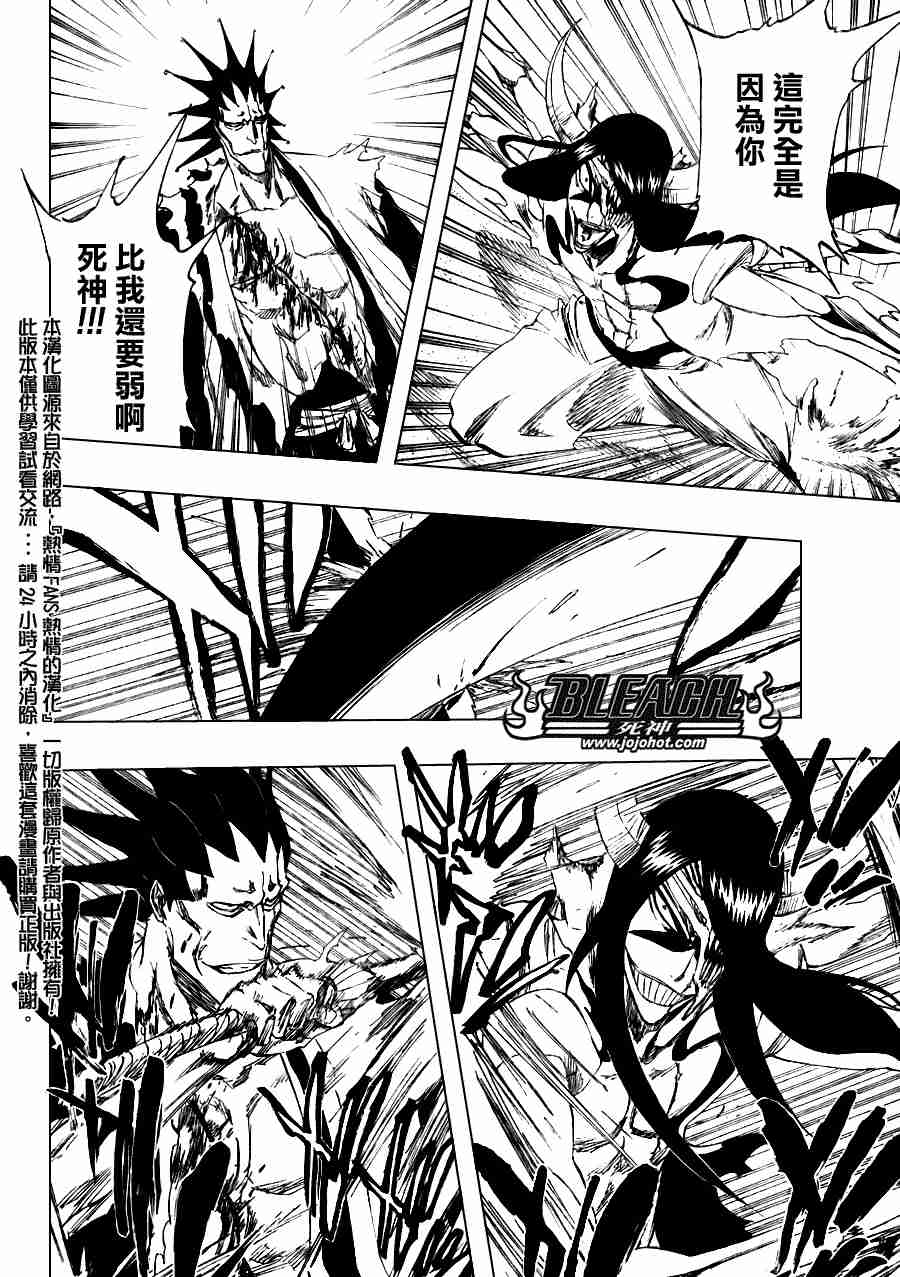 這完全是
因為你
比我還要弱啊
死神!!!
BLEACH
死神
www.jojohot.com
本漢化圖源來自於網路，『熱情FANS熱情的漢化』一切版權歸原作者與出版社擁有！
此版本僅供學習試看交流…請24小時之內消除，喜歡這套漫畫請購買正版！謝謝。